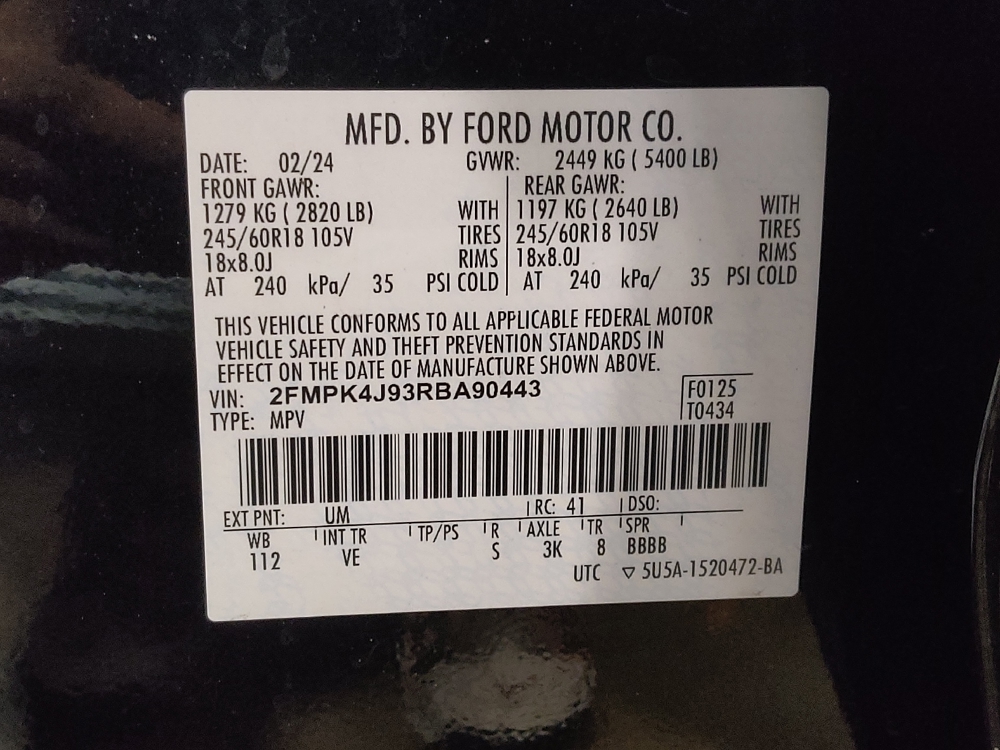 MFD. BY FORD MOTOR CO.
DATE: 02/24 GVWR: 2449 KG ( 5400 LB)
FRONT GAWR: REAR GAWR:
1279 KG ( 2820 LB) WITH 1197 KG ( 2640 LB) WITH
245/60R18 105V TIRES 245/60R18 105V TIRES
18x8.0J RIMS 18x8.0J RIMS
AT 240 kPa/ 35 PSI COLD AT 240 kPa/ 35 PSI COLD
THIS VEHICLE CONFORMS TO ALL APPLICABLE FEDERAL MOTOR
VEHICLE SAFETY AND THEFT PREVENTION STANDARDS IN
EFFECT ON THE DATE OF MANUFACTURE SHOWN ABOVE.
VIN: 2FMPK4J93RBA90443 F0125
TYPE: MPV T0434
EXT PNT: UM RC: 41 DSO:
WB INT TR TP/PS R AXLE TR SPR
112 VE S 3K 8 BBBB
UTC ▽ 5U5A-1520472-BA